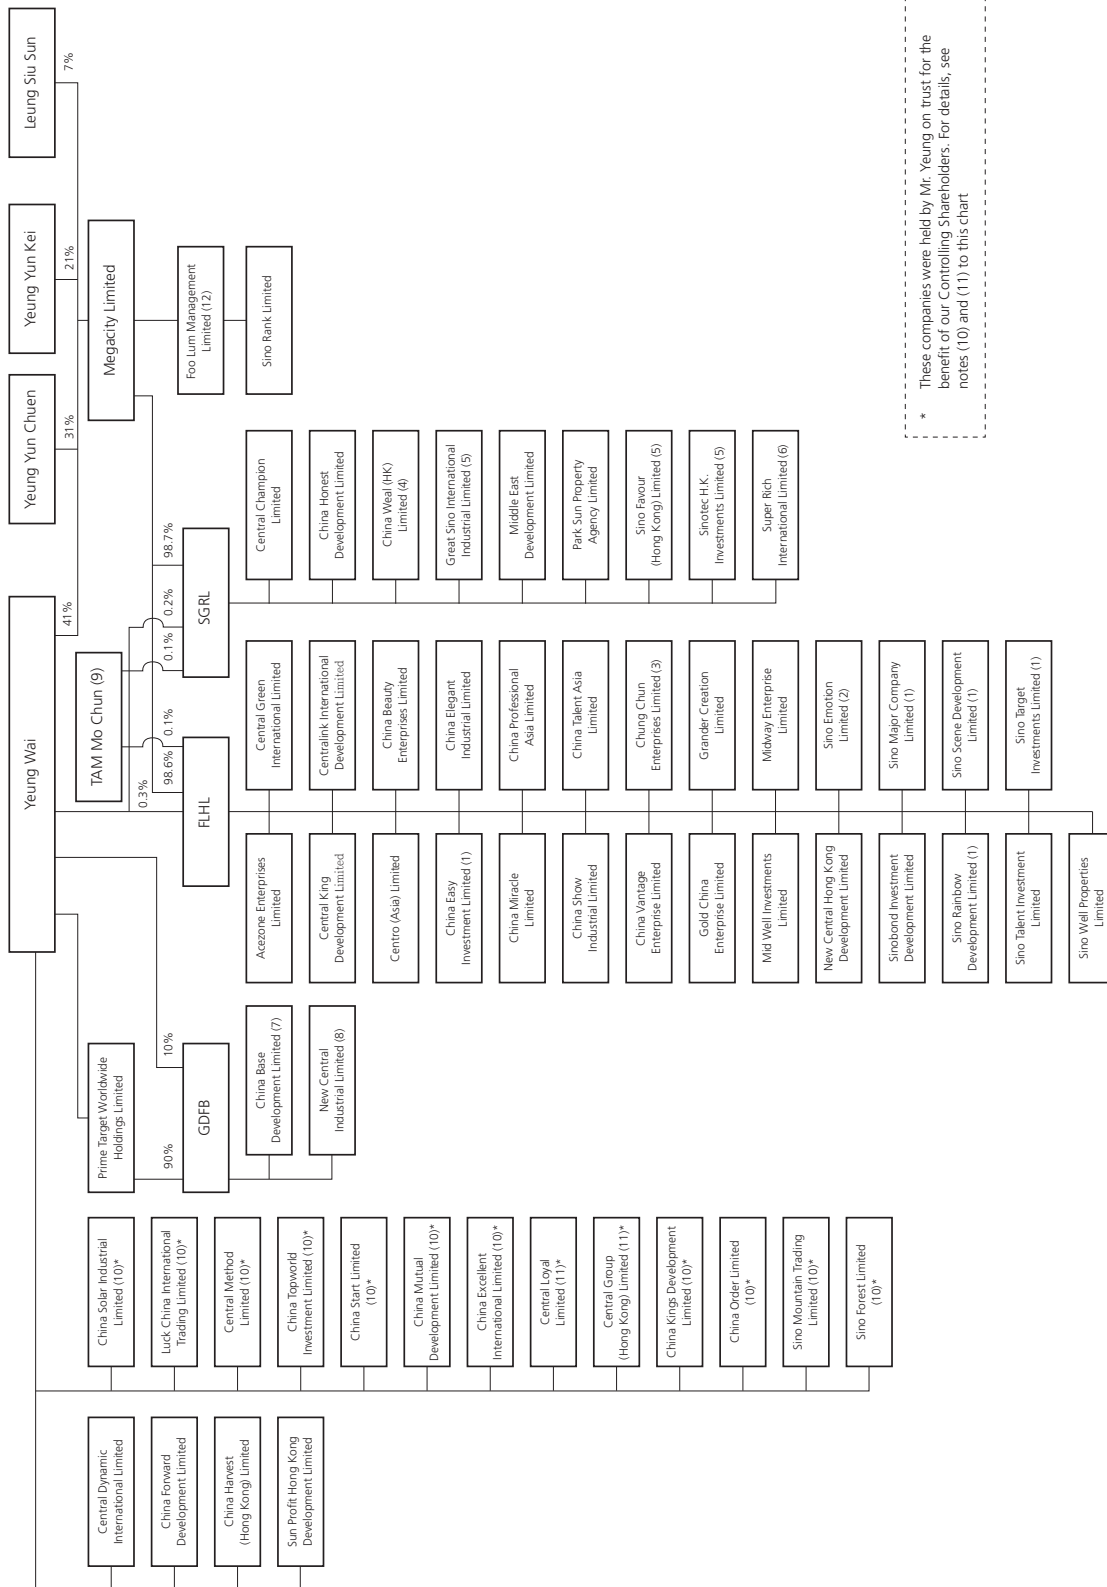 Yeung Wai
Yeung Yun Chuen
Yeung Yun Kei
Leung Siu Sun
41%
31%
21%
7%
TAM Mo Chun (9)
Megacity Limited
Prime Target Worldwide
Holdings Limited
90%
10%
0.3%
98.6%
0.1%
0.1%
0.2%
98.7%
GDFB
FLHL
SGRL
Foo Lum Management
Limited (12)
Sino Rank Limited
Central Dynamic
International Limited
China Forward
Development Limited
China Harvest
(Hong Kong) Limited
Sun Profit Hong Kong
Development Limited
China Solar Industrial
Limited (10)*
Luck China International
Trading Limited (10)*
Central Method
Limited (10)*
China Topworld
Investment Limited (10)*
China Start Limited
(10)*
China Mutual
Development Limited (10)*
China Excellent
International Limited (10)*
Central Loyal
Limited (11)*
Central Group
(Hong Kong) Limited (11)*
China Kings Development
Limited (10)*
China Order Limited
(10)*
Sino Mountain Trading
Limited (10)*
Sino Forest Limited
(10)*
China Base
Development Limited (7)
New Central
Industrial Limited (8)
Acezone Enterprises
Limited
Central King
Development Limited
Centro (Asia) Limited
China Easy
Investment Limited (1)
China Miracle
Limited
China Show
Industrial Limited
China Vantage
Enterprise Limited
Gold China
Enterprise Limited
Mid Well Investments
Limited
New Central Hong Kong
Development Limited
Sinobond Investment
Development Limited
Sino Rainbow
Development Limited (1)
Sino Talent Investment
Limited
Sino Well Properties
Limited
Central Green
International Limited
Centralink International
Development Limited
China Beauty
Enterprises Limited
China Elegant
Industrial Limited
China Professional
Asia Limited
China Talent Asia
Limited
Chung Chun
Enterprises Limited (3)
Grander Creation
Limited
Midway Enterprise
Limited
Sino Emotion
Limited (2)
Sino Major Company
Limited (1)
Sino Scene Development
Limited (1)
Sino Target
Investments Limited (1)
Central Champion
Limited
China Honest
Development Limited
China Weal (HK)
Limited (4)
Great Sino International
Industrial Limited (5)
Middle East
Development Limited
Park Sun Property
Agency Limited
Sino Favour
(Hong Kong) Limited (5)
Sinotec H.K.
Investments Limited (5)
Super Rich
International Limited (6)
* These companies were held by Mr. Yeung on trust for the
benefit of our Controlling Shareholders. For details, see
notes (10) and (11) to this chart